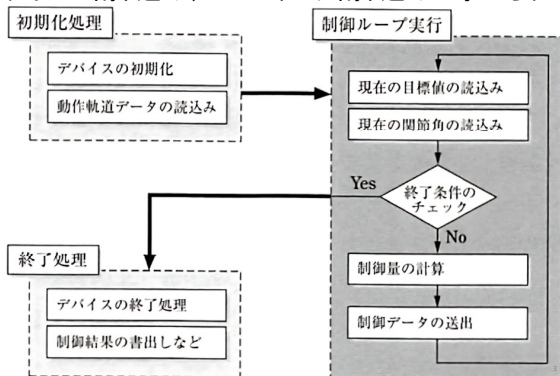 初期化処理
デバイスの初期化
動作軌道データの読込み
制御ループ実行
現在の目標値の読込み
現在の関節角の読込み
終了条件の
チェック
Yes
No
制御量の計算
制御データの送出
終了処理
デバイスの終了処理
制御結果の書出しなど